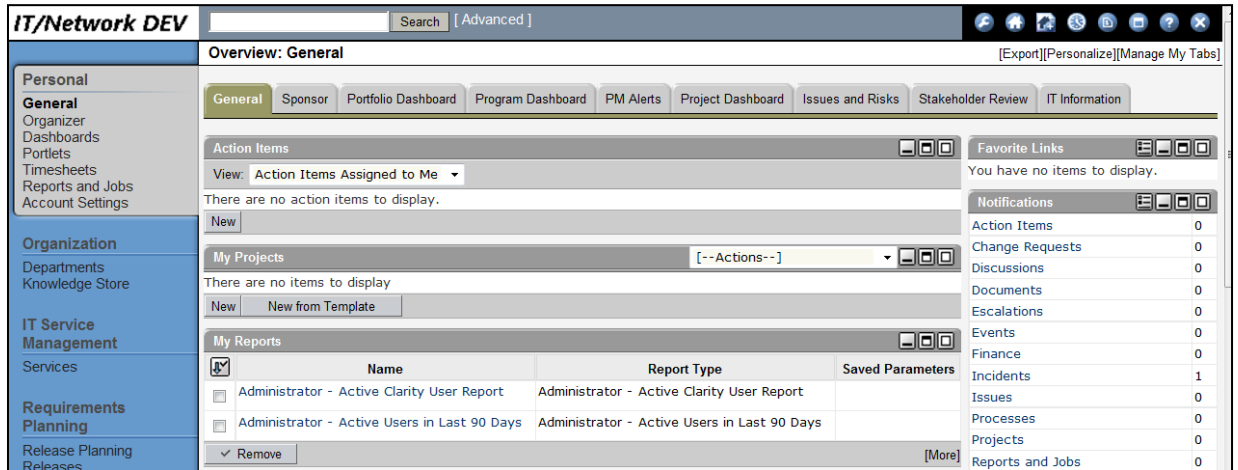 IT/Network DEV
Search [ Advanced ]
Overview: General
[Export][Personalize][Manage My Tabs]
Personal
General
Organizer
Dashboards
Portlets
Timesheets
Reports and Jobs
Account Settings
Organization
Departments
Knowledge Store
IT Service
Management
Services
Requirements
Planning
Release Planning
Releases
General Sponsor Portfolio Dashboard Program Dashboard PM Alerts Project Dashboard Issues and Risks Stakeholder Review IT Information
Action Items
View: Action Items Assigned to Me
There are no action items to display.
New
My Projects [--Actions--]
There are no items to display
New New from Template
My Reports
Name Report Type Saved Parameters
Administrator - Active Clarity User Report Administrator - Active Clarity User Report
Administrator - Active Users in Last 90 Days Administrator - Active Users in Last 90 Days
Remove [More]
Favorite Links
You have no items to display.
Notifications
Action Items 0
Change Requests 0
Discussions 0
Documents 0
Escalations 0
Events 0
Finance 0
Incidents 1
Issues 0
Processes 0
Projects 0
Reports and Jobs 0